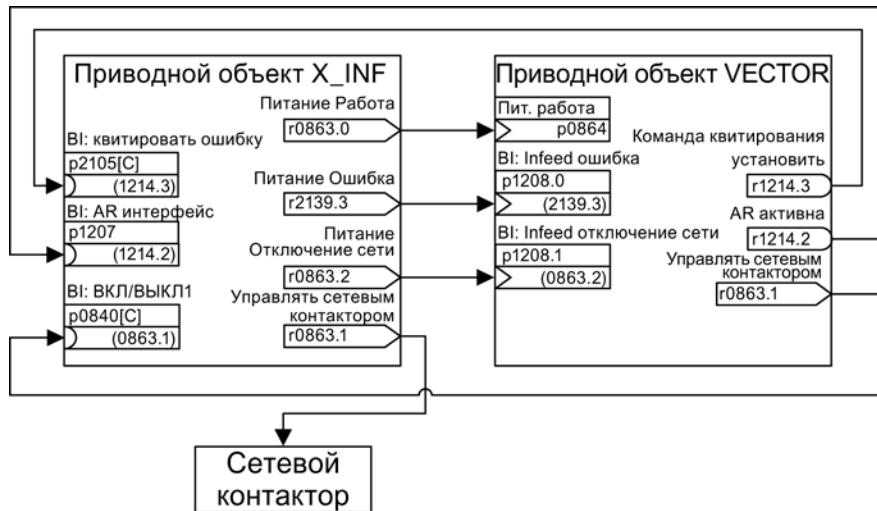 Приводной объект X_INF
Питание Работа
r0863.0
BI: квитировать ошибку
p2105[C]
(1214.3)
Питание Ошибка
r2139.3
BI: AR интерфейс
p1207
(1214.2)
Питание
Отключение сети
r0863.2
BI: ВКЛ/ВЫКЛ1
p0840[C]
(0863.1)
Управлять сетевым
контактором
r0863.1
Приводной объект VECTOR
Пит. работа
p0864
Команда квитирования
установить
r1214.3
BI: Infeed ошибка
p1208.0
(2139.3)
AR активна
r1214.2
BI: Infeed отключение сети
p1208.1
(0863.2)
Управлять сетевым
контактором
r0863.1
Сетевой
контактор